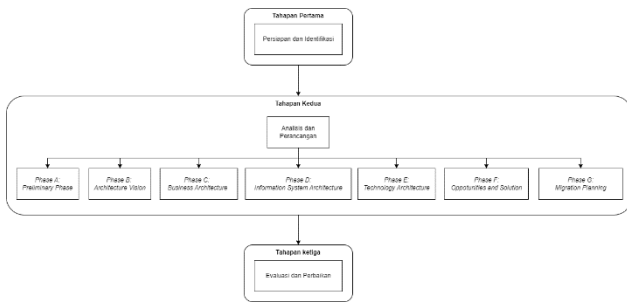 Tahapan Pertama
Persiapan dan Identifikasi
Tahapan Kedua
Analisis dan
Perancangan
Phase A:
Preliminary Phase
Phase B:
Architecture Vision
Phase C:
Business Architecture
Phase D:
Information System Architecture
Phase E:
Technology Architecture
Phase F:
Oppotunities and Solution
Phase G:
Migration Planning
Tahapan ketiga
Evaluasi dan Perbaikan